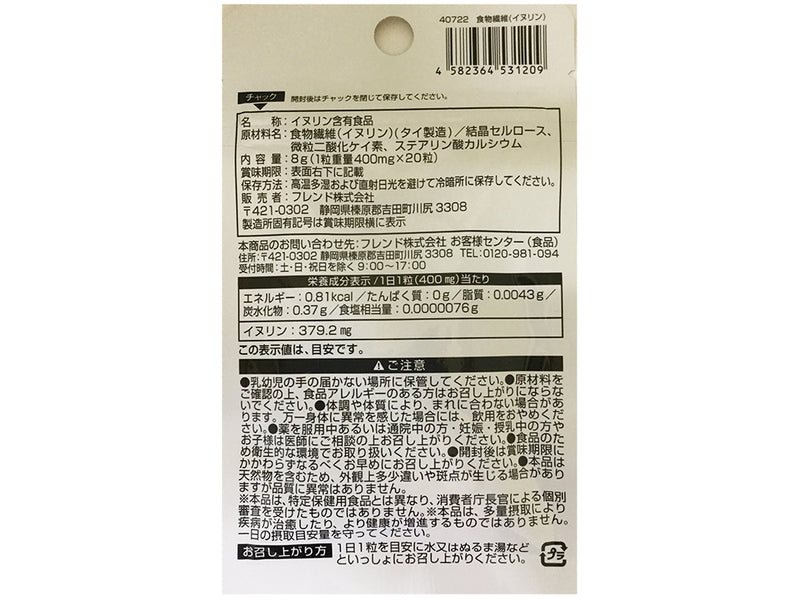 40722 食物繊維(イヌリン)
4 582364 531209
チャック 開封後はチャックを閉じて保存してください。
名 称:イヌリン含有食品
原材料名:食物繊維(イヌリン)(タイ製造)/結晶セルロース、
微粒二酸化ケイ素、ステアリン酸カルシウム
内 容 量:8g(1粒重量400mg×20粒)
賞味期限:表面右下に記載
保存方法:高温多湿および直射日光を避けて冷暗所に保存してください。
販 売 者:フレンド株式会社
〒421-0302 静岡県榛原郡吉田町川尻3308
製造所固有記号は賞味期限横に表示
本商品のお問い合わせ先:フレンド株式会社 お客様センター(食品)
住所:〒421-0302 静岡県榛原郡吉田町川尻3308 TEL:0120-981-094
受付時間:土・日・祝日を除く9:00〜17:00
栄養成分表示/1日1粒(400mg)当たり
エネルギー:0.81kcal/たんぱく質:0g/脂質:0.0043g/
炭水化物:0.37g/食塩相当量:0.0000076g
イヌリン:379.2mg
この表示値は、目安です。
⚠ご注意
●乳幼児の手の届かない場所に保管してください。●原材料を
ご確認の上、食品アレルギーのある方はお召し上がりにならな
いでください。●体調や体質により、まれに合わない場合があ
ります。万一身体に異常を感じた場合には、飲用をおやめくだ
さい。●薬を服用中あるいは通院中の方・妊娠・授乳中の方や
お子様は医師にご相談の上お召し上がりください。●食品のた
め衛生的な環境でお取り扱いください。●開封後は賞味期限に
かかわらずなるべくお早めにお召し上がりください。●本品は
天然物を含むため、外観上多少違いや斑点が生じる場合があり
ますが品質に異常はありません。
※本品は、特定保健用食品とは異なり、消費者庁長官による個別
審査を受けたものではありません。※本品は、多量摂取により
疾病が治癒したり、より健康が増進するものではありません。
一日の摂取目安量を守ってください。
お召し上がり方 1日1粒を目安に水又はぬるま湯など
といっしょにお召し上がりください。
プラ